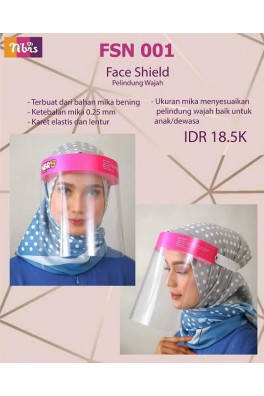 Nbrs
FSN 001
Face Shield
Pelindung Wajah
- Terbuat dari bahan mika bening
- Ketebalan mika 0.25 mm
- Karet elastis dan lentur
- Ukuran mika menyesuaikan
pelindung wajah baik untuk
anak/dewasa
IDR 18.5K